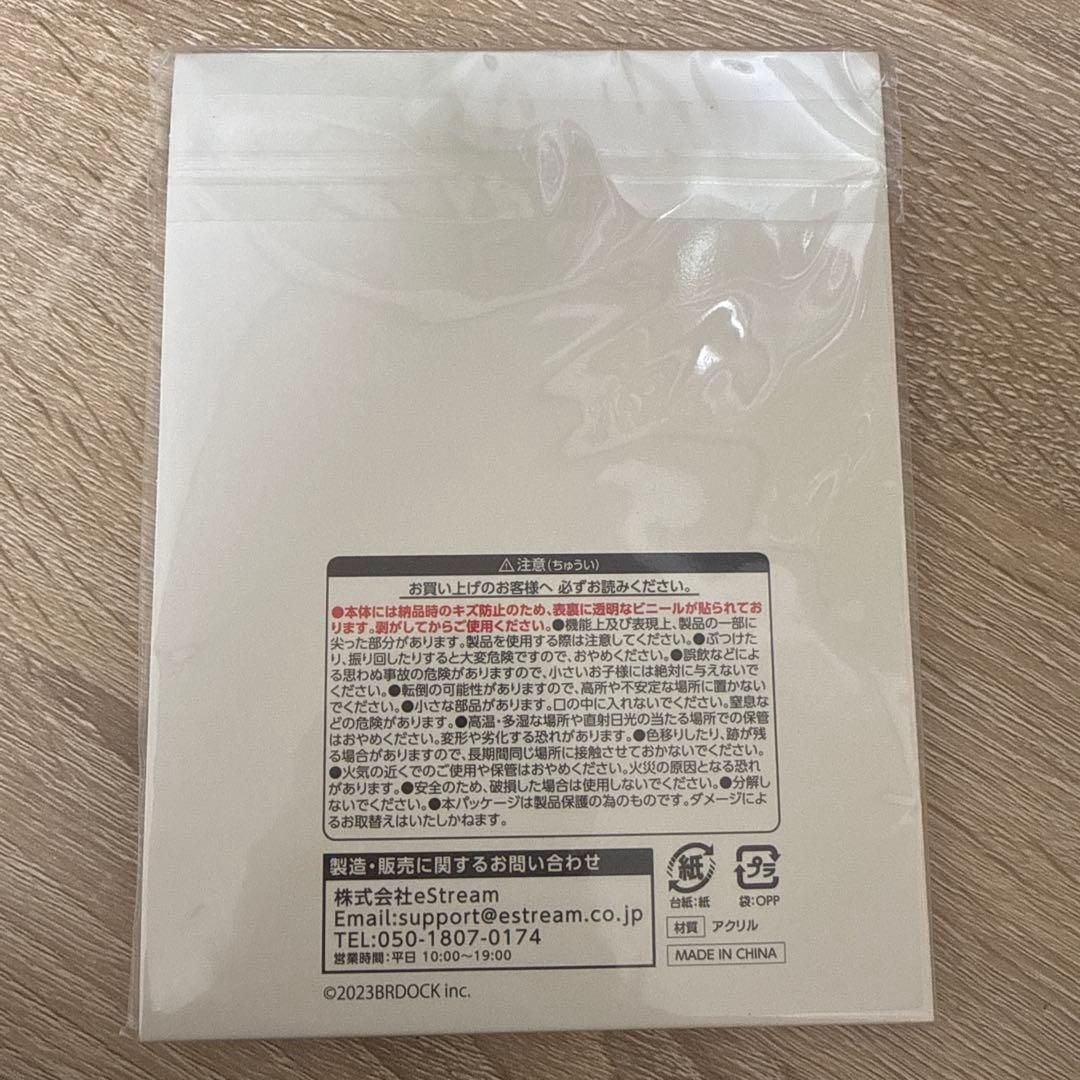 ⚠注意(ちゅうい)
お買い上げのお客様へ 必ずお読みください。
●本体には納品時のキズ防止のため、表裏に透明なビニールが貼られてお
ります。剥がしてからご使用ください。●機能上及び表現上、製品の一部に
尖った部分があります。製品を使用する際は注意してください。●ぶつけた
り、振り回したりすると大変危険ですので、おやめください。●誤飲などによ
る思わぬ事故の危険がありますので、小さいお子様には絶対に与えないで
ください。●転倒の可能性がありますので、高所や不安定な場所に置かない
でください。●小さな部品があります。口の中に入れないでください。窒息な
どの危険があります。●高温・多湿な場所や直射日光の当たる場所での保管
はおやめください。変形や劣化する恐れがあります。●色移りしたり、跡が残
る場合がありますので、長期間同じ場所に接触させておかないでください。
●火気の近くでのご使用や保管はおやめください。火災の原因となる恐れ
があります。●安全のため、破損した場合は使用しないでください。●分解し
ないでください。●本パッケージは製品保護の為のものです。ダメージによ
るお取替えはいたしかねます。
製造・販売に関するお問い合わせ
株式会社eStream
Email:support@estream.co.jp
TEL:050-1807-0174
営業時間:平日 10:00〜19:00
紙
台紙:紙
プラ
袋:OPP
材質 アクリル
MADE IN CHINA
©2023BRDOCK inc.